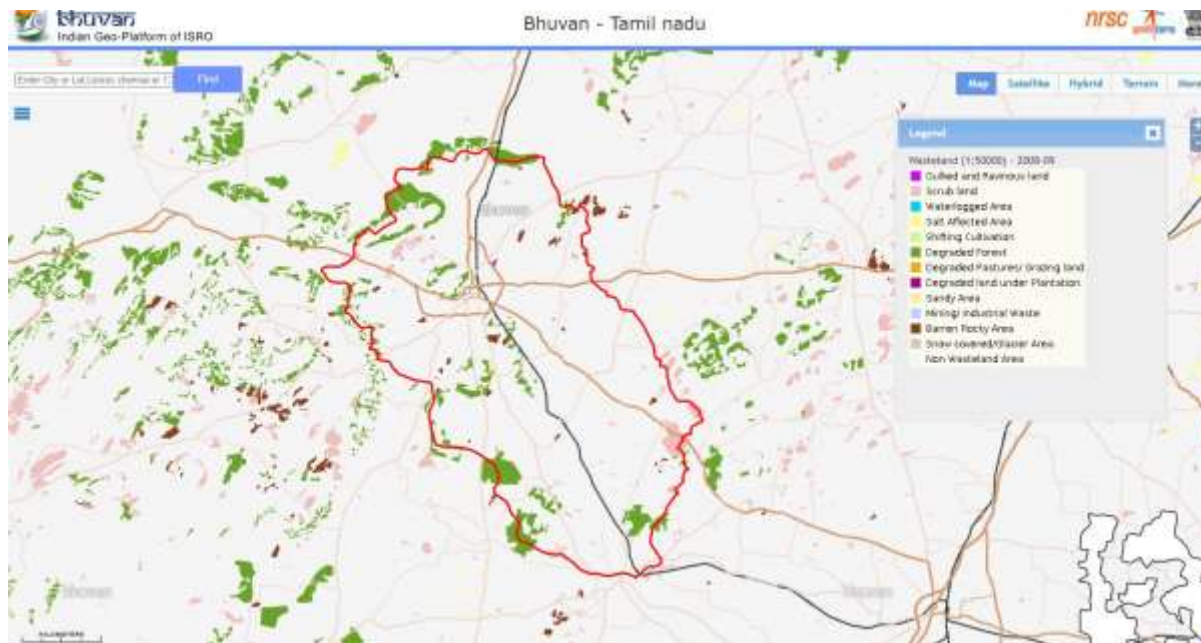 bhuvan
Indian Geo-Platform of ISRO
Bhuvan - Tamil nadu
nrsc
Find
Map
Satellite
Hybrid
Terrain
Legend
Wasteland (1:50000) - 2008-09
Gullied and Ravinous land
Scrub land
Waterlogged Area
Salt Affected Area
Shifting Cultivation
Degraded Forest
Degraded Pastures/ Grazing land
Degraded land under Plantation
Sandy Area
Mining/ Industrial Waste
Barren Rocky Area
Snow covered/Glacier Area
Non Wasteland Area
bhuvan
bhuvan
bhuvan